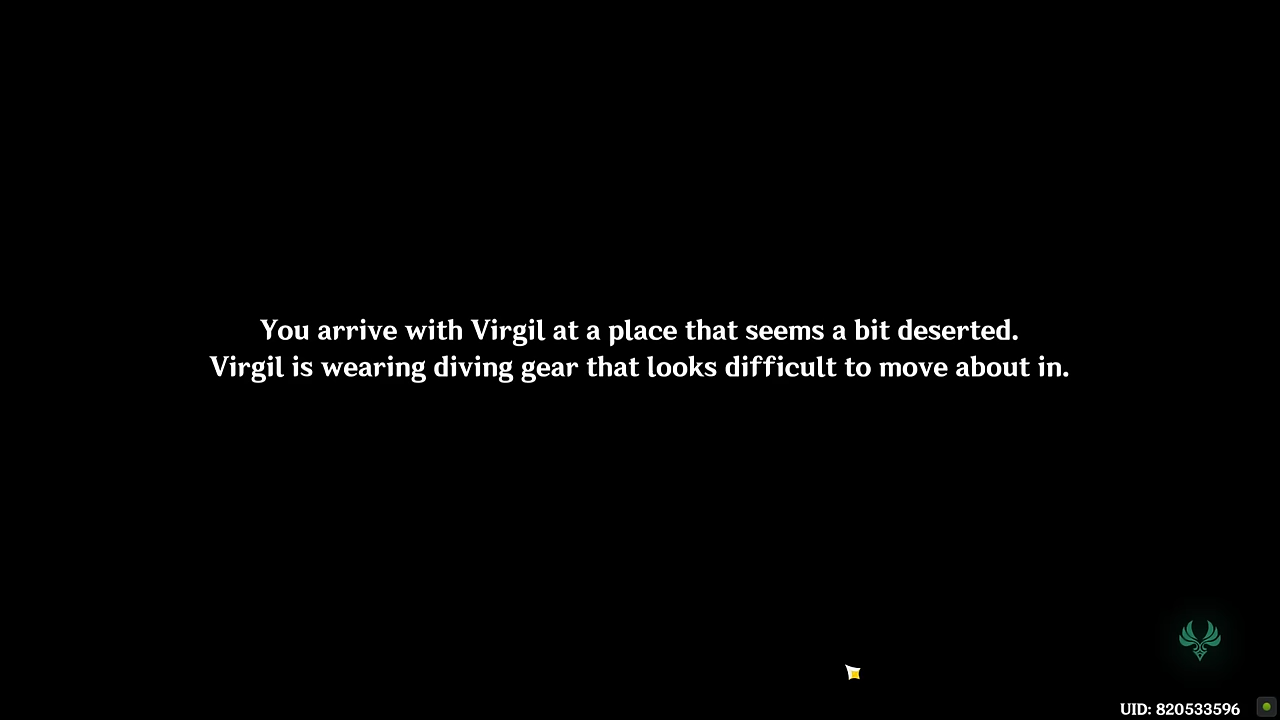 You arrive with Virgil at a place that seems a bit deserted.
Virgil is wearing diving gear that looks difficult to move about in.
UID: 820533596